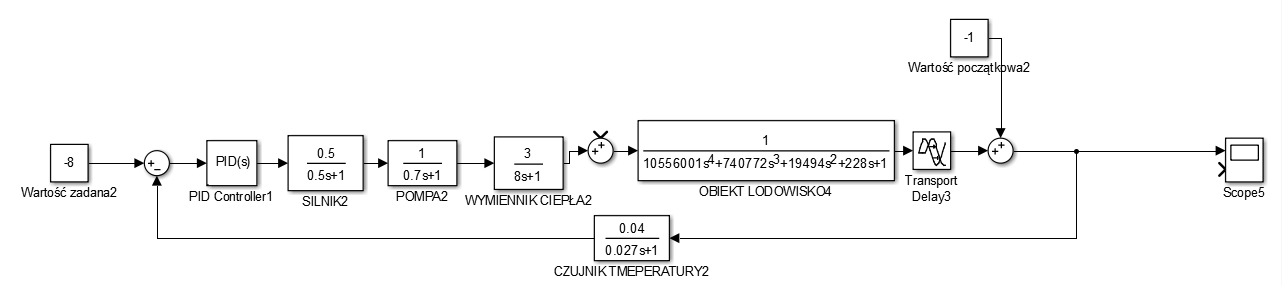 -1
Wartość początkowa2
-8
Wartość zadana2
+
−
PID(s)
PID Controller1
0.5
0.5s+1
SILNIK2
1
0.7s+1
POMPA2
3
8s+1
WYMIENNIK CIEPŁA2
+
+
1
10556001s⁴+740772s³+19494s²+228s+1
OBIEKT LODOWISKO4
Transport
Delay3
+
+
Scope5
0.04
0.027s+1
CZUJNIK TMEPERATURY2